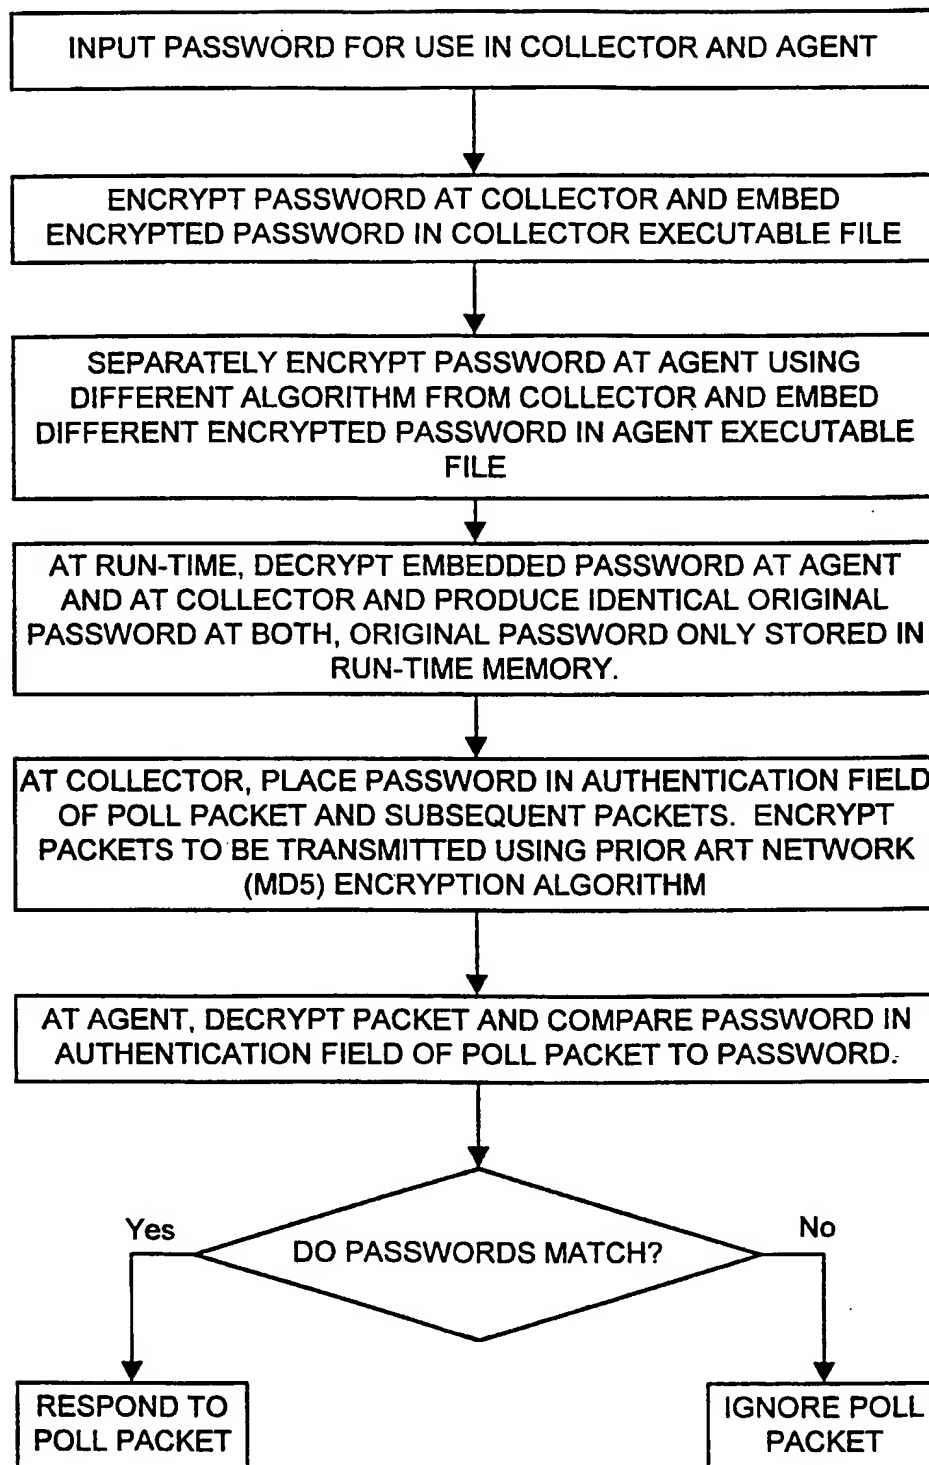 INPUT PASSWORD FOR USE IN COLLECTOR AND AGENT
ENCRYPT PASSWORD AT COLLECTOR AND EMBED
ENCRYPTED PASSWORD IN COLLECTOR EXECUTABLE FILE
SEPARATELY ENCRYPT PASSWORD AT AGENT USING
DIFFERENT ALGORITHM FROM COLLECTOR AND EMBED
DIFFERENT ENCRYPTED PASSWORD IN AGENT EXECUTABLE
FILE
AT RUN-TIME, DECRYPT EMBEDDED PASSWORD AT AGENT
AND AT COLLECTOR AND PRODUCE IDENTICAL ORIGINAL
PASSWORD AT BOTH, ORIGINAL PASSWORD ONLY STORED IN
RUN-TIME MEMORY.
AT COLLECTOR, PLACE PASSWORD IN AUTHENTICATION FIELD
OF POLL PACKET AND SUBSEQUENT PACKETS. ENCRYPT
PACKETS TO BE TRANSMITTED USING PRIOR ART NETWORK
(MD5) ENCRYPTION ALGORITHM
AT AGENT, DECRYPT PACKET AND COMPARE PASSWORD IN
AUTHENTICATION FIELD OF POLL PACKET TO PASSWORD.
Yes
No
DO PASSWORDS MATCH?
RESPOND TO
POLL PACKET
IGNORE POLL
PACKET